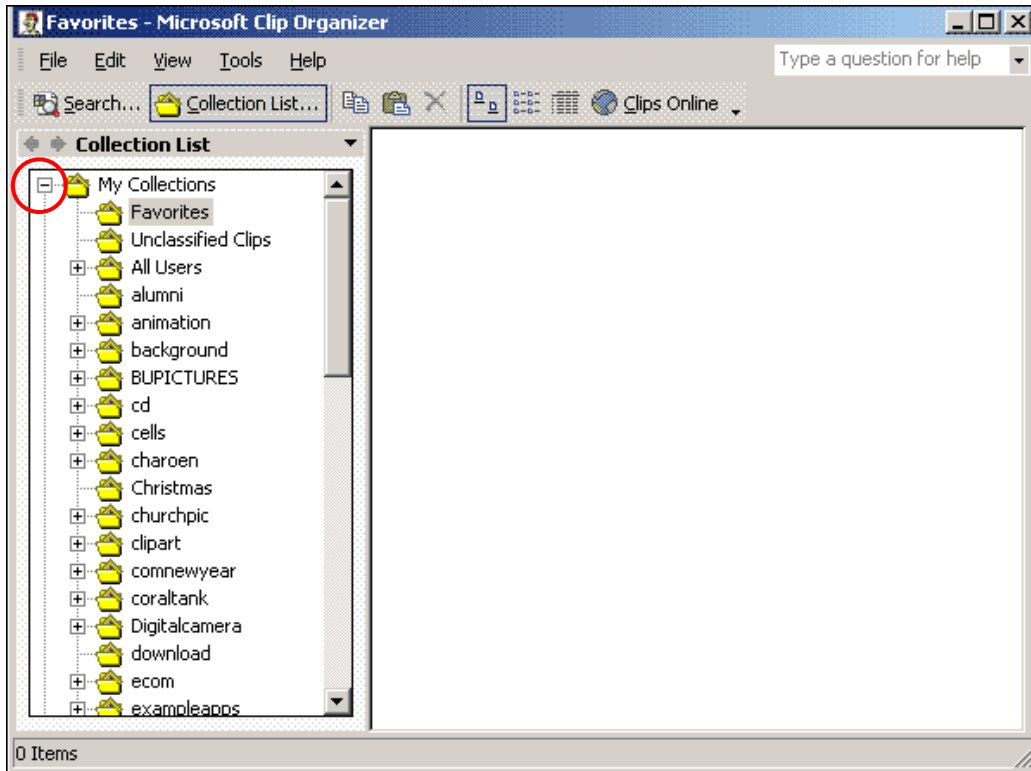 Favorites - Microsoft Clip Organizer
File Edit View Tools Help Type a question for help
Search... Collection List... Clips Online
Collection List
My Collections
Favorites
Unclassified Clips
All Users
alumni
animation
background
BUPICTURES
cd
cells
charoen
Christmas
churchpic
clipart
comnewyear
coraltank
Digitalcamera
download
ecom
exampleapps
0 Items